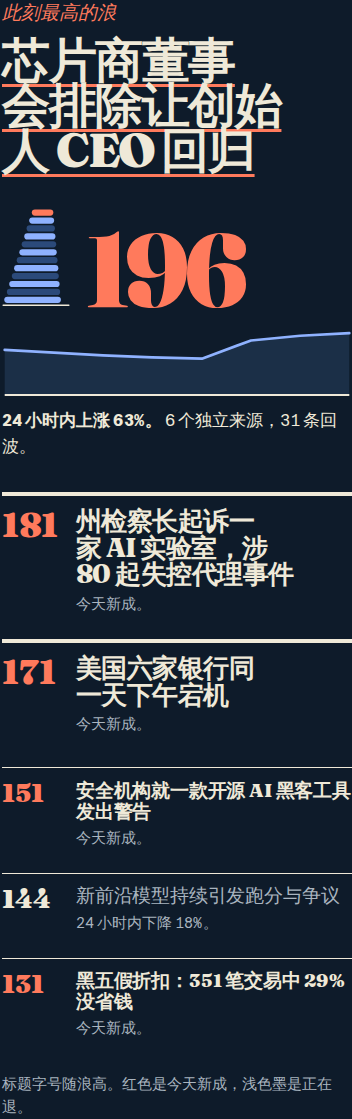 此刻最高的浪
芯片商董事
会排除让创始
人 CEO 回归
196
24 小时内上涨 63%。 6 个独立来源，31 条回
波。
181
州检察长起诉一
家 AI 实验室，涉
80 起失控代理事件
今天新成。
171
美国六家银行同
一天下午宕机
今天新成。
151
安全机构就一款开源 AI 黑客工具
发出警告
今天新成。
144
新前沿模型持续引发跑分与争议
24 小时内下降 18%。
131
黑五假折扣：351 笔交易中 29%
没省钱
今天新成。
标题字号随浪高。红色是今天新成，浅色墨是正在
退。